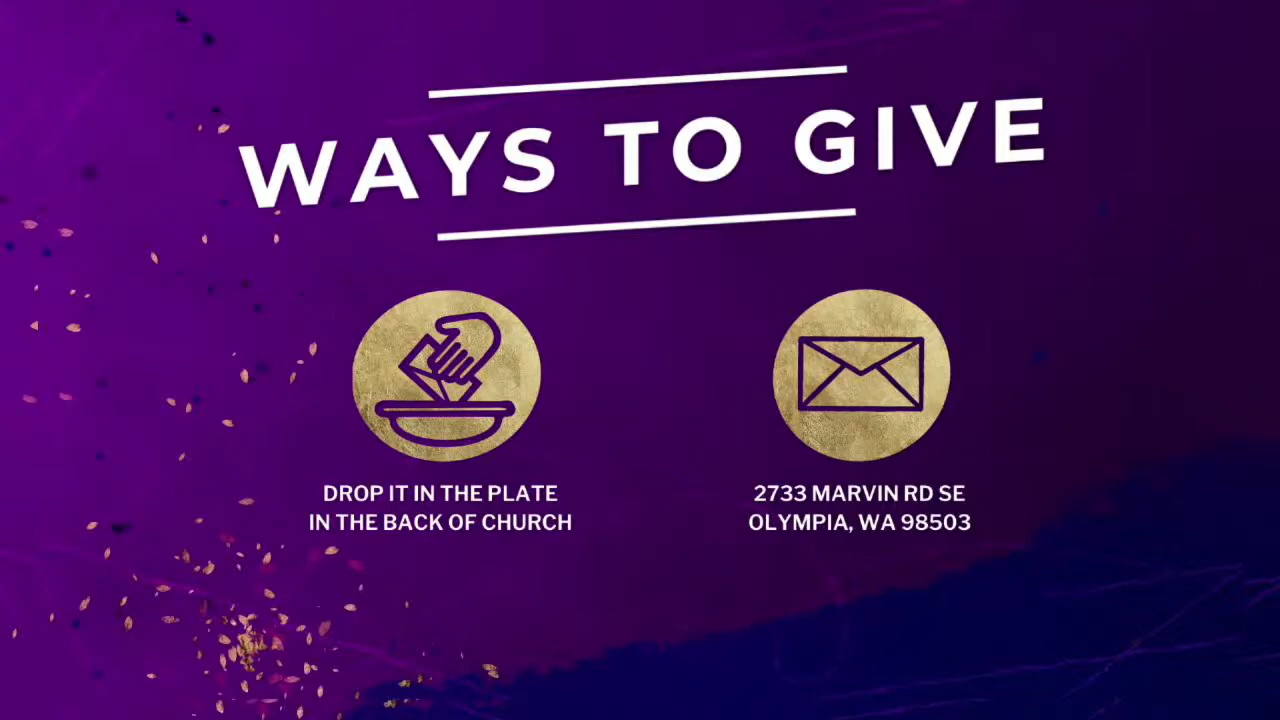 WAYS TO GIVE
DROP IT IN THE PLATE
IN THE BACK OF CHURCH
2733 MARVIN RD SE
OLYMPIA, WA 98503